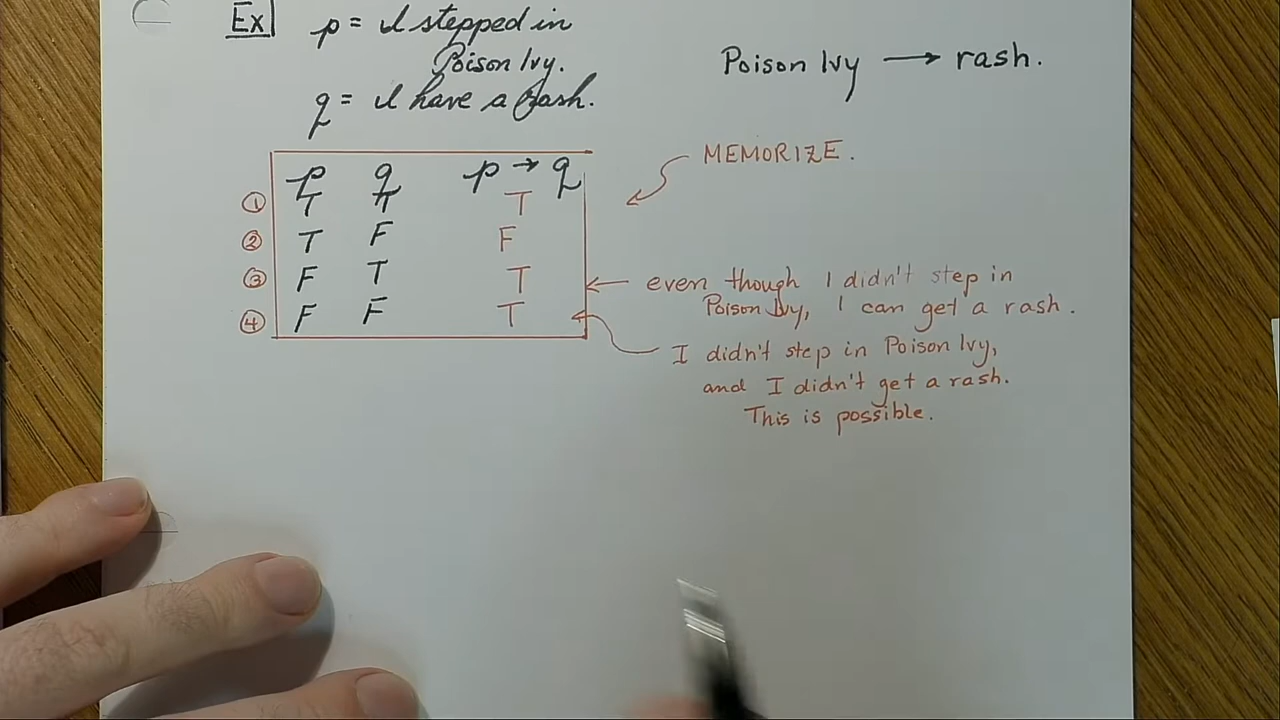 Ex p = I stepped in
Poison Ivy.
q = I have a rash.
Poison Ivy → rash.
MEMORIZE.
p q p → q
① T T T
② T F F
③ F T T
④ F F T
even though I didn't step in
Poison Ivy, I can get a rash.
I didn't step in Poison Ivy,
and I didn't get a rash.
This is possible.